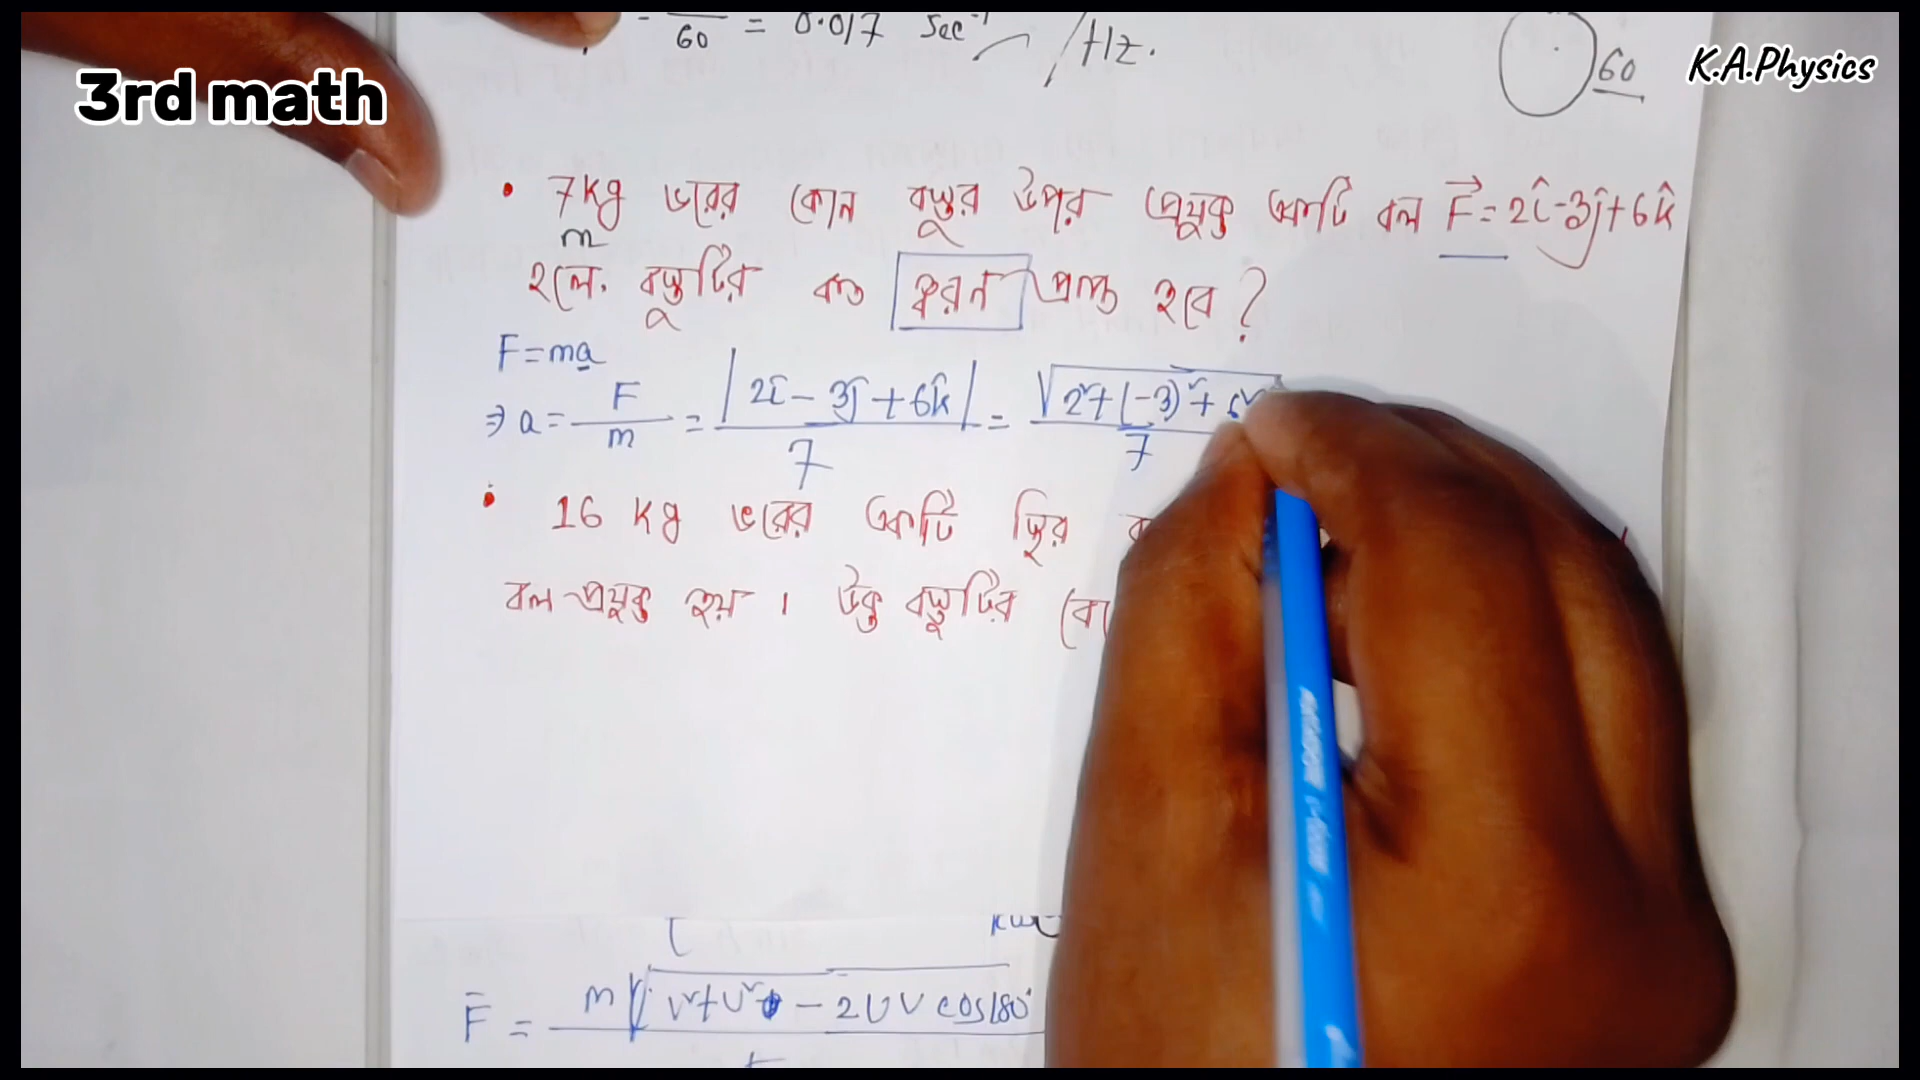 60 = 0.017 Sec⁻¹ / Hz.
60
K.A.Physics
3rd math
• 7kg ভরের কোন বস্তুর উপর প্রযুক্ত একটি বল F⃗ = 2î-3ĵ+6k̂
m
হলে. বস্তুটির কত ত্বরন প্রাপ্ত হবে ?
F = ma
⇒ a = F/m = |2î - 3ĵ + 6k̂|/7 = √2²+(-3)²+6²/7
• 16 kg ভরের একটি স্থির
বল প্রযুক্ত হয় । উক্ত বস্তুটির
F = m√V²+U² - 2UV cos180°
t